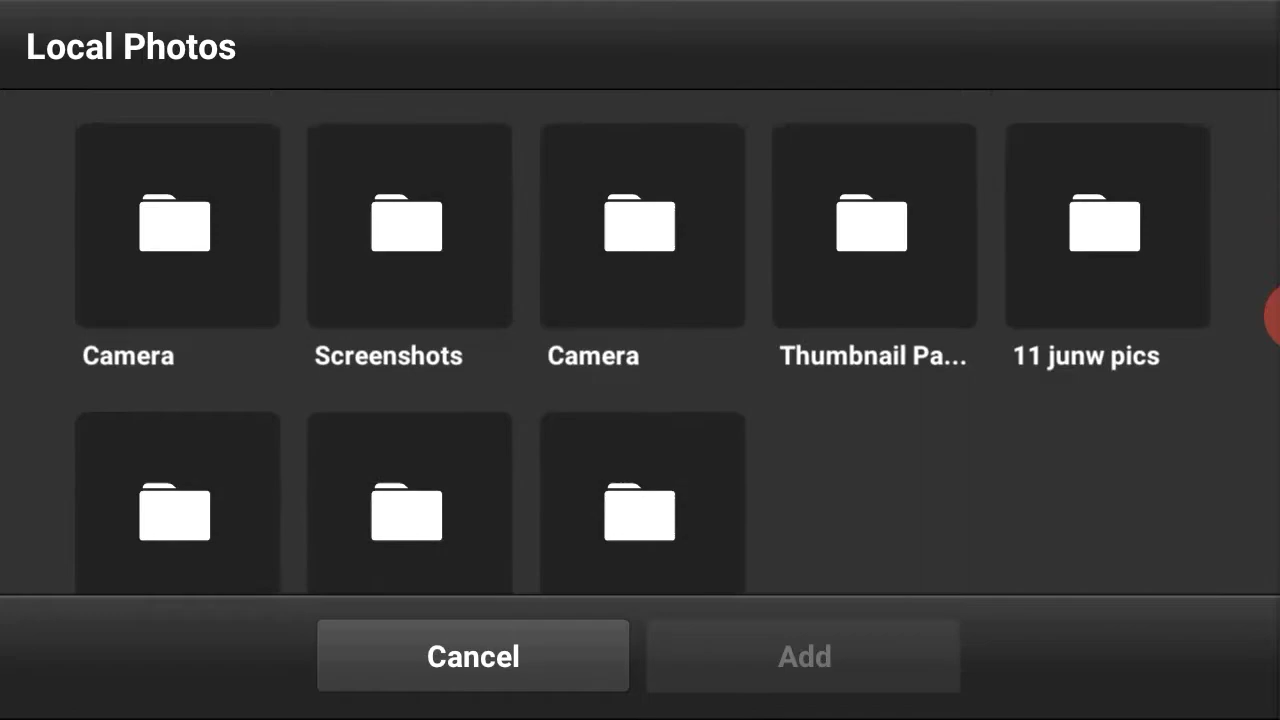 Local Photos
Camera
Screenshots
Camera
Thumbnail Pa...
11 junw pics
Cancel
Add